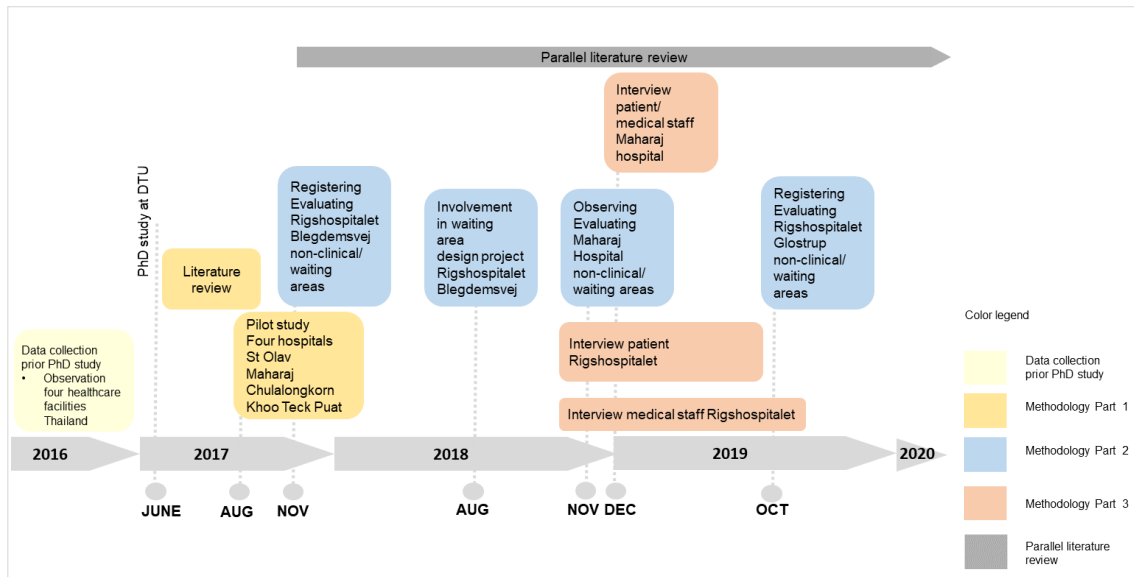 Parallel literature review
Interview
patient/
medical staff
Maharaj
hospital
PhD study at DTU
Registering
Evaluating
Rigshospitalet
Blegdemsvej
non-clinical/
waiting
areas
Involvement
in waiting
area
design project
Rigshospitalet
Blegdemsvej
Observing
Evaluating
Maharaj
Hospital
non-clinical/
waiting areas
Registering
Evaluating
Rigshospitalet
Glostrup
non-clinical/
waiting
areas
Literature
review
Pilot study
Four hospitals
St Olav
Maharaj
Chulalongkorn
Khoo Teck Puat
Data collection
prior PhD study
• Observation
four healthcare
facilities
Thailand
Interview patient
Rigshospitalet
Interview medical staff Rigshospitalet
2016
2017
2018
2019
2020
JUNE
AUG
NOV
AUG
NOV
DEC
OCT
Color legend
Data collection
prior PhD study
Methodology Part 1
Methodology Part 2
Methodology Part 3
Parallel literature
review